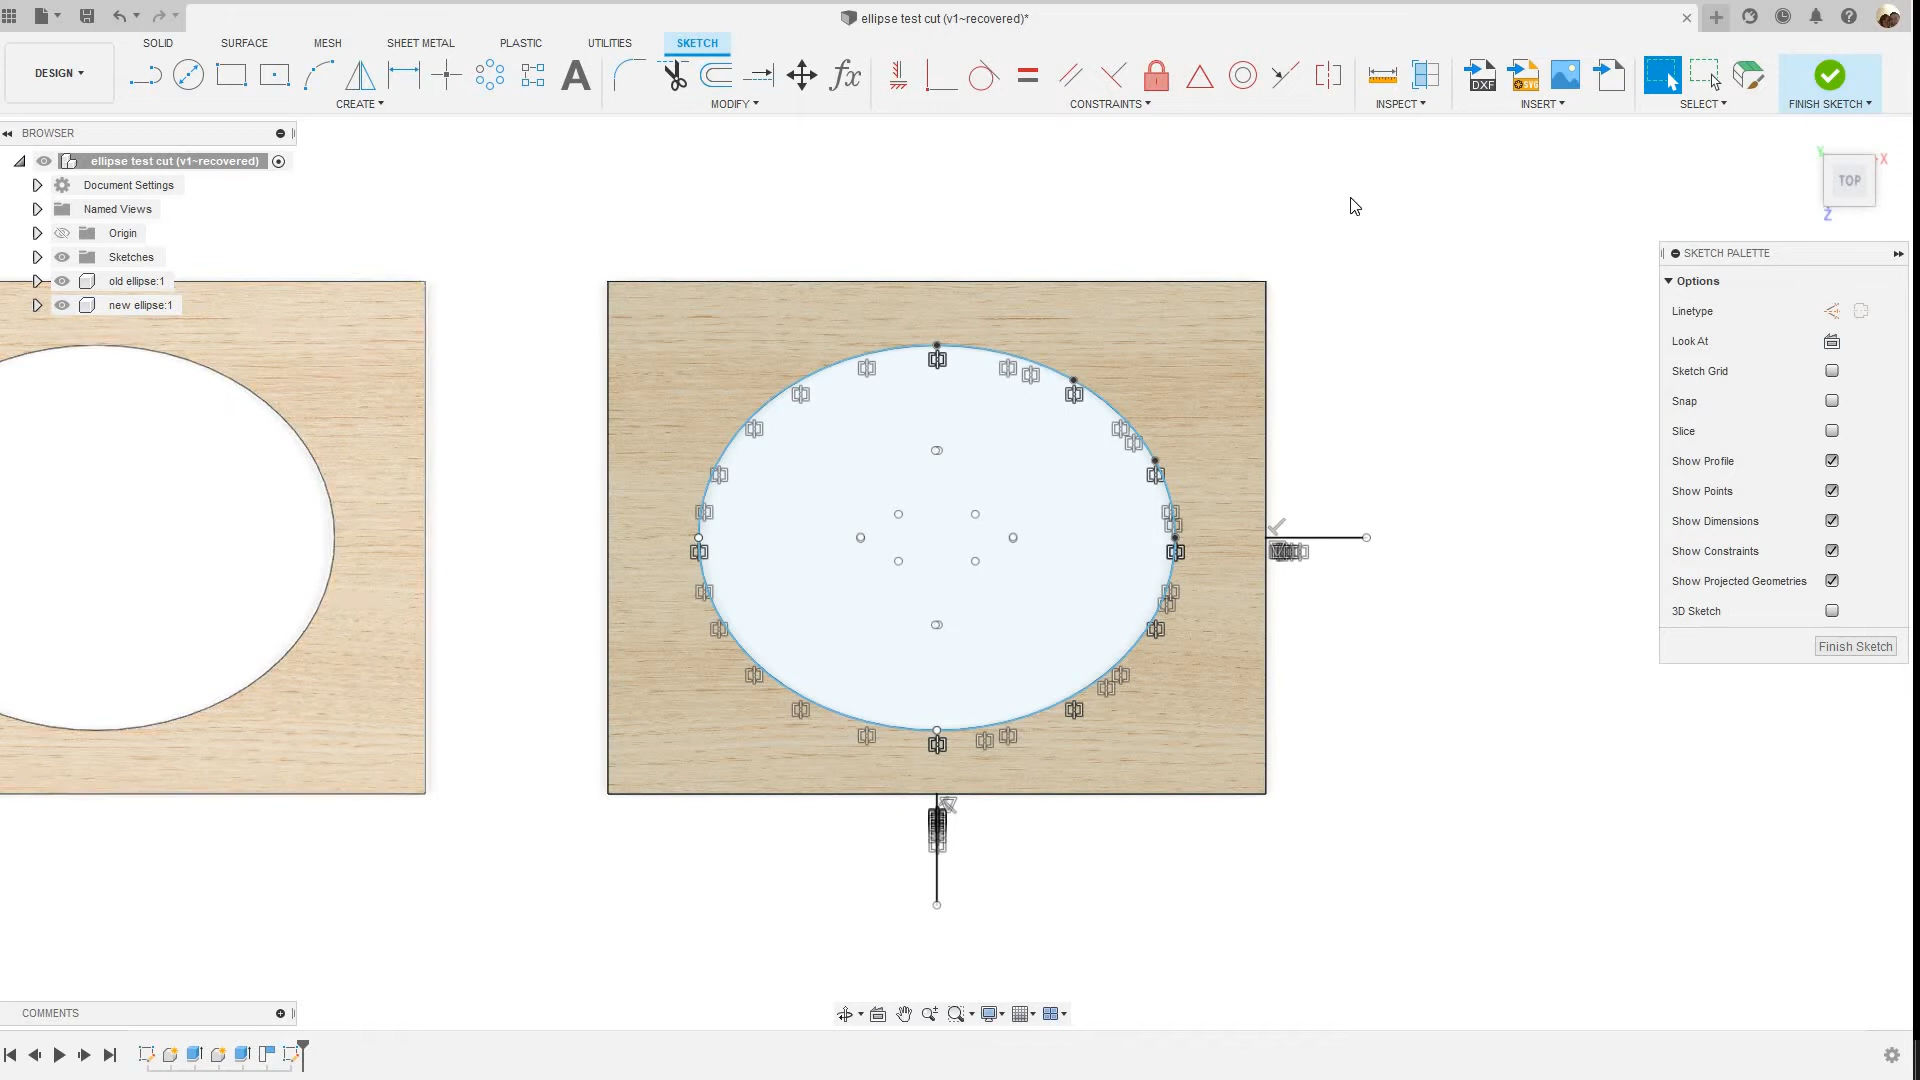 ellipse test cut (v1~recovered)*
SOLID SURFACE MESH SHEET METAL PLASTIC UTILITIES SKETCH
DESIGN
CREATE MODIFY CONSTRAINTS INSPECT INSERT SELECT FINISH SKETCH
BROWSER
ellipse test cut (v1~recovered)
Document Settings
Named Views
Origin
Sketches
old ellipse:1
new ellipse:1
Y
X
TOP
Z
SKETCH PALETTE
Options
Linetype
Look At
Sketch Grid
Snap
Slice
Show Profile
Show Points
Show Dimensions
Show Constraints
Show Projected Geometries
3D Sketch
Finish Sketch
DXF
SVG
A
fx
COMMENTS